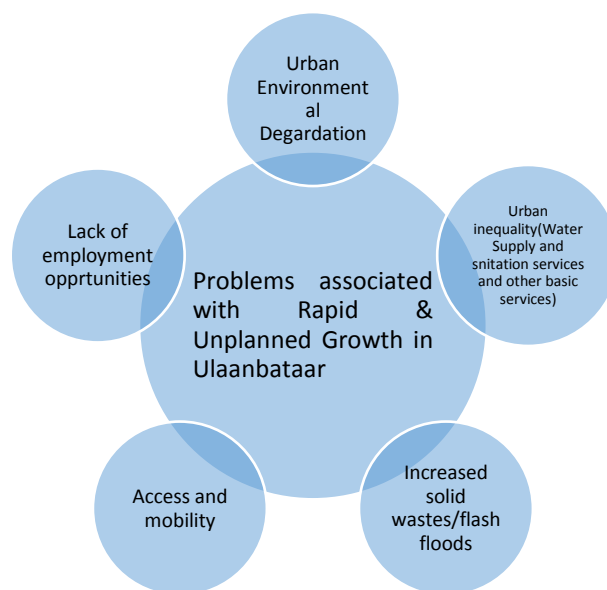 Urban
Environment
al
Degardation
Urban
inequality(Water
Supply and
snitation services
and other basic
services)
Increased
solid
wastes/flash
floods
Access and
mobility
Lack of
employment
opprtunities
Problems associated
with Rapid &
Unplanned Growth in
Ulaanbataar